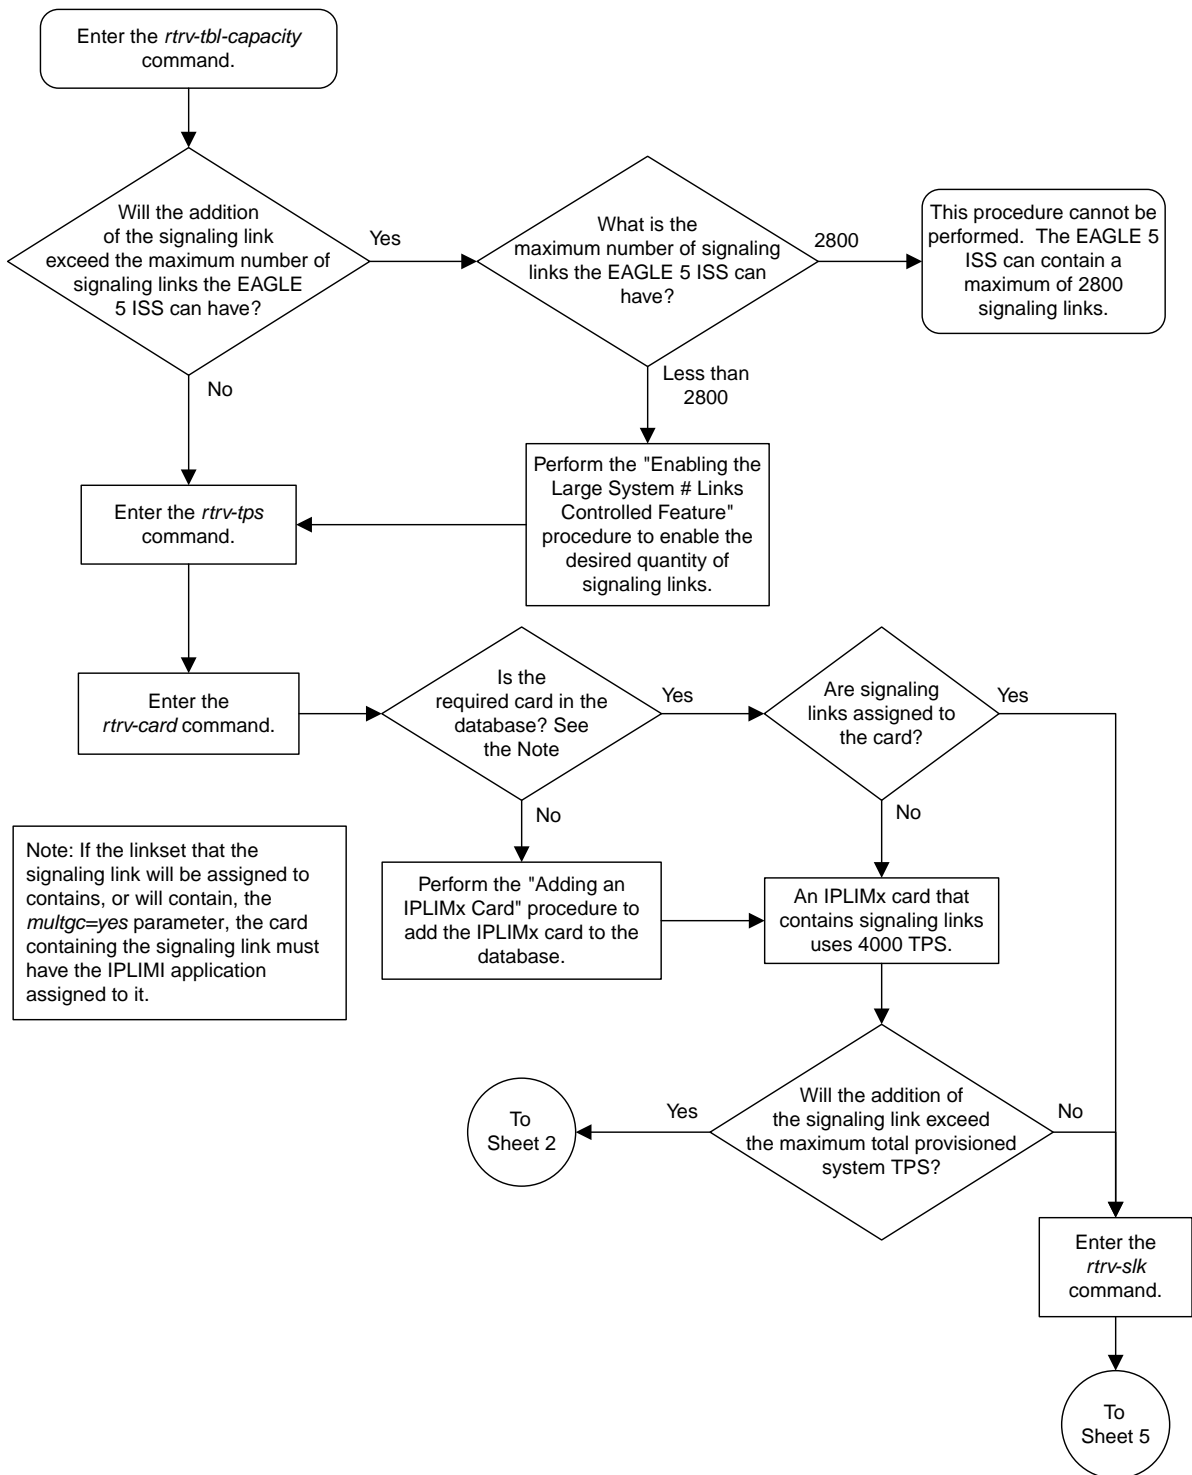 Enter the rtrv-tbl-capacity
command.
Will the addition
of the signaling link
exceed the maximum number of
signaling links the EAGLE
5 ISS can have?
Yes
What is the
maximum number of signaling
links the EAGLE 5 ISS can
have?
2800
This procedure cannot be
performed. The EAGLE 5
ISS can contain a
maximum of 2800
signaling links.
No
Less than
2800
Enter the rtrv-tps
command.
Perform the "Enabling the
Large System # Links
Controlled Feature"
procedure to enable the
desired quantity of
signaling links.
Enter the
rtrv-card command.
Is the
required card in the
database? See
the Note
Yes
Are signaling
links assigned to
the card?
Yes
No
No
Note: If the linkset that the
signaling link will be assigned to
contains, or will contain, the
multgc=yes parameter, the card
containing the signaling link must
have the IPLIMI application
assigned to it.
Perform the "Adding an
IPLIMx Card" procedure to
add the IPLIMx card to the
database.
An IPLIMx card that
contains signaling links
uses 4000 TPS.
To
Sheet 2
Yes
Will the addition of
the signaling link exceed
the maximum total provisioned
system TPS?
No
Enter the
rtrv-slk
command.
To
Sheet 5